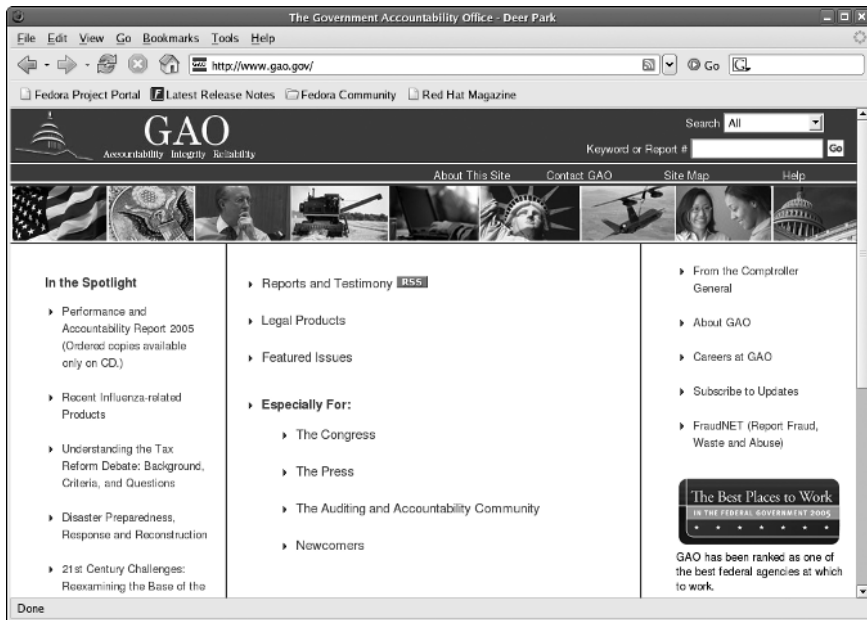 The Government Accountability Office - Deer Park
File Edit View Go Bookmarks Tools Help
GAO http://www.gao.gov/ Go G
Fedora Project Portal Latest Release Notes Fedora Community Red Hat Magazine
GAO
Accountability Integrity Reliability
Search All
Keyword or Report # Go
About This Site Contact GAO Site Map Help
In the Spotlight
Performance and
Accountability Report 2005
(Ordered copies available
only on CD.)
Recent Influenza-related
Products
Understanding the Tax
Reform Debate: Background,
Criteria, and Questions
Disaster Preparedness,
Response and Reconstruction
21st Century Challenges:
Reexamining the Base of the
Reports and Testimony RSS
Legal Products
Featured Issues
Especially For:
The Congress
The Press
The Auditing and Accountability Community
Newcomers
From the Comptroller
General
About GAO
Careers at GAO
Subscribe to Updates
FraudNET (Report Fraud,
Waste and Abuse)
The Best Places to Work
IN THE FEDERAL GOVERNMENT 2005
GAO has been ranked as one of
the best federal agencies at which
to work.
Done